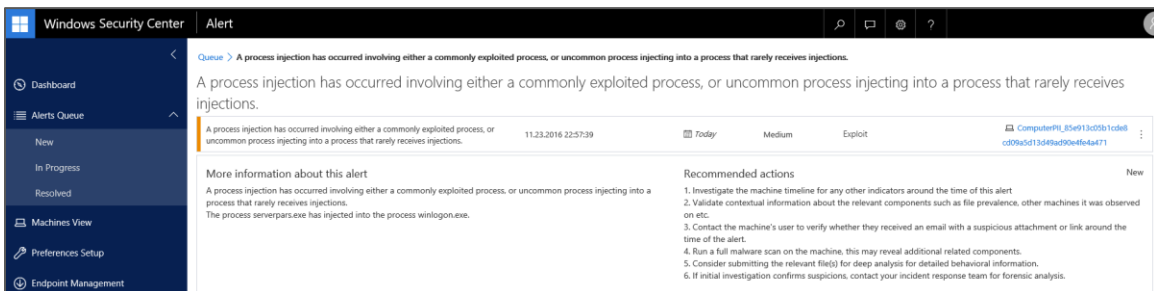 Windows Security Center Alert ?
Queue > A process injection has occurred involving either a commonly exploited process, or uncommon process injecting into a process that rarely receives injections.
A process injection has occurred involving either a commonly exploited process, or uncommon process injecting into a process that rarely receives
injections.
Dashboard
Alerts Queue
New
In Progress
Resolved
Machines View
Preferences Setup
Endpoint Management
A process injection has occurred involving either a commonly exploited process, or
uncommon process injecting into a process that rarely receives injections.
11.23.2016 22:57:39
Today
Medium
Exploit
ComputerPII_85e913c05b1cde8
cd09a5d13d49ad90e4fe4a471
More information about this alert
A process injection has occurred involving either a commonly exploited process, or uncommon process injecting into a
process that rarely receives injections.
The process serverpars.exe has injected into the process winlogon.exe.
Recommended actions
New
1. Investigate the machine timeline for any other indicators around the time of this alert
2. Validate contextual information about the relevant components such as file prevalence, other machines it was observed
on etc.
3. Contact the machine's user to verify whether they received an email with a suspicious attachment or link around the
time of the alert.
4. Run a full malware scan on the machine, this may reveal additional related components.
5. Consider submitting the relevant file(s) for deep analysis for detailed behavioral information.
6. If initial investigation confirms suspicions, contact your incident response team for forensic analysis.